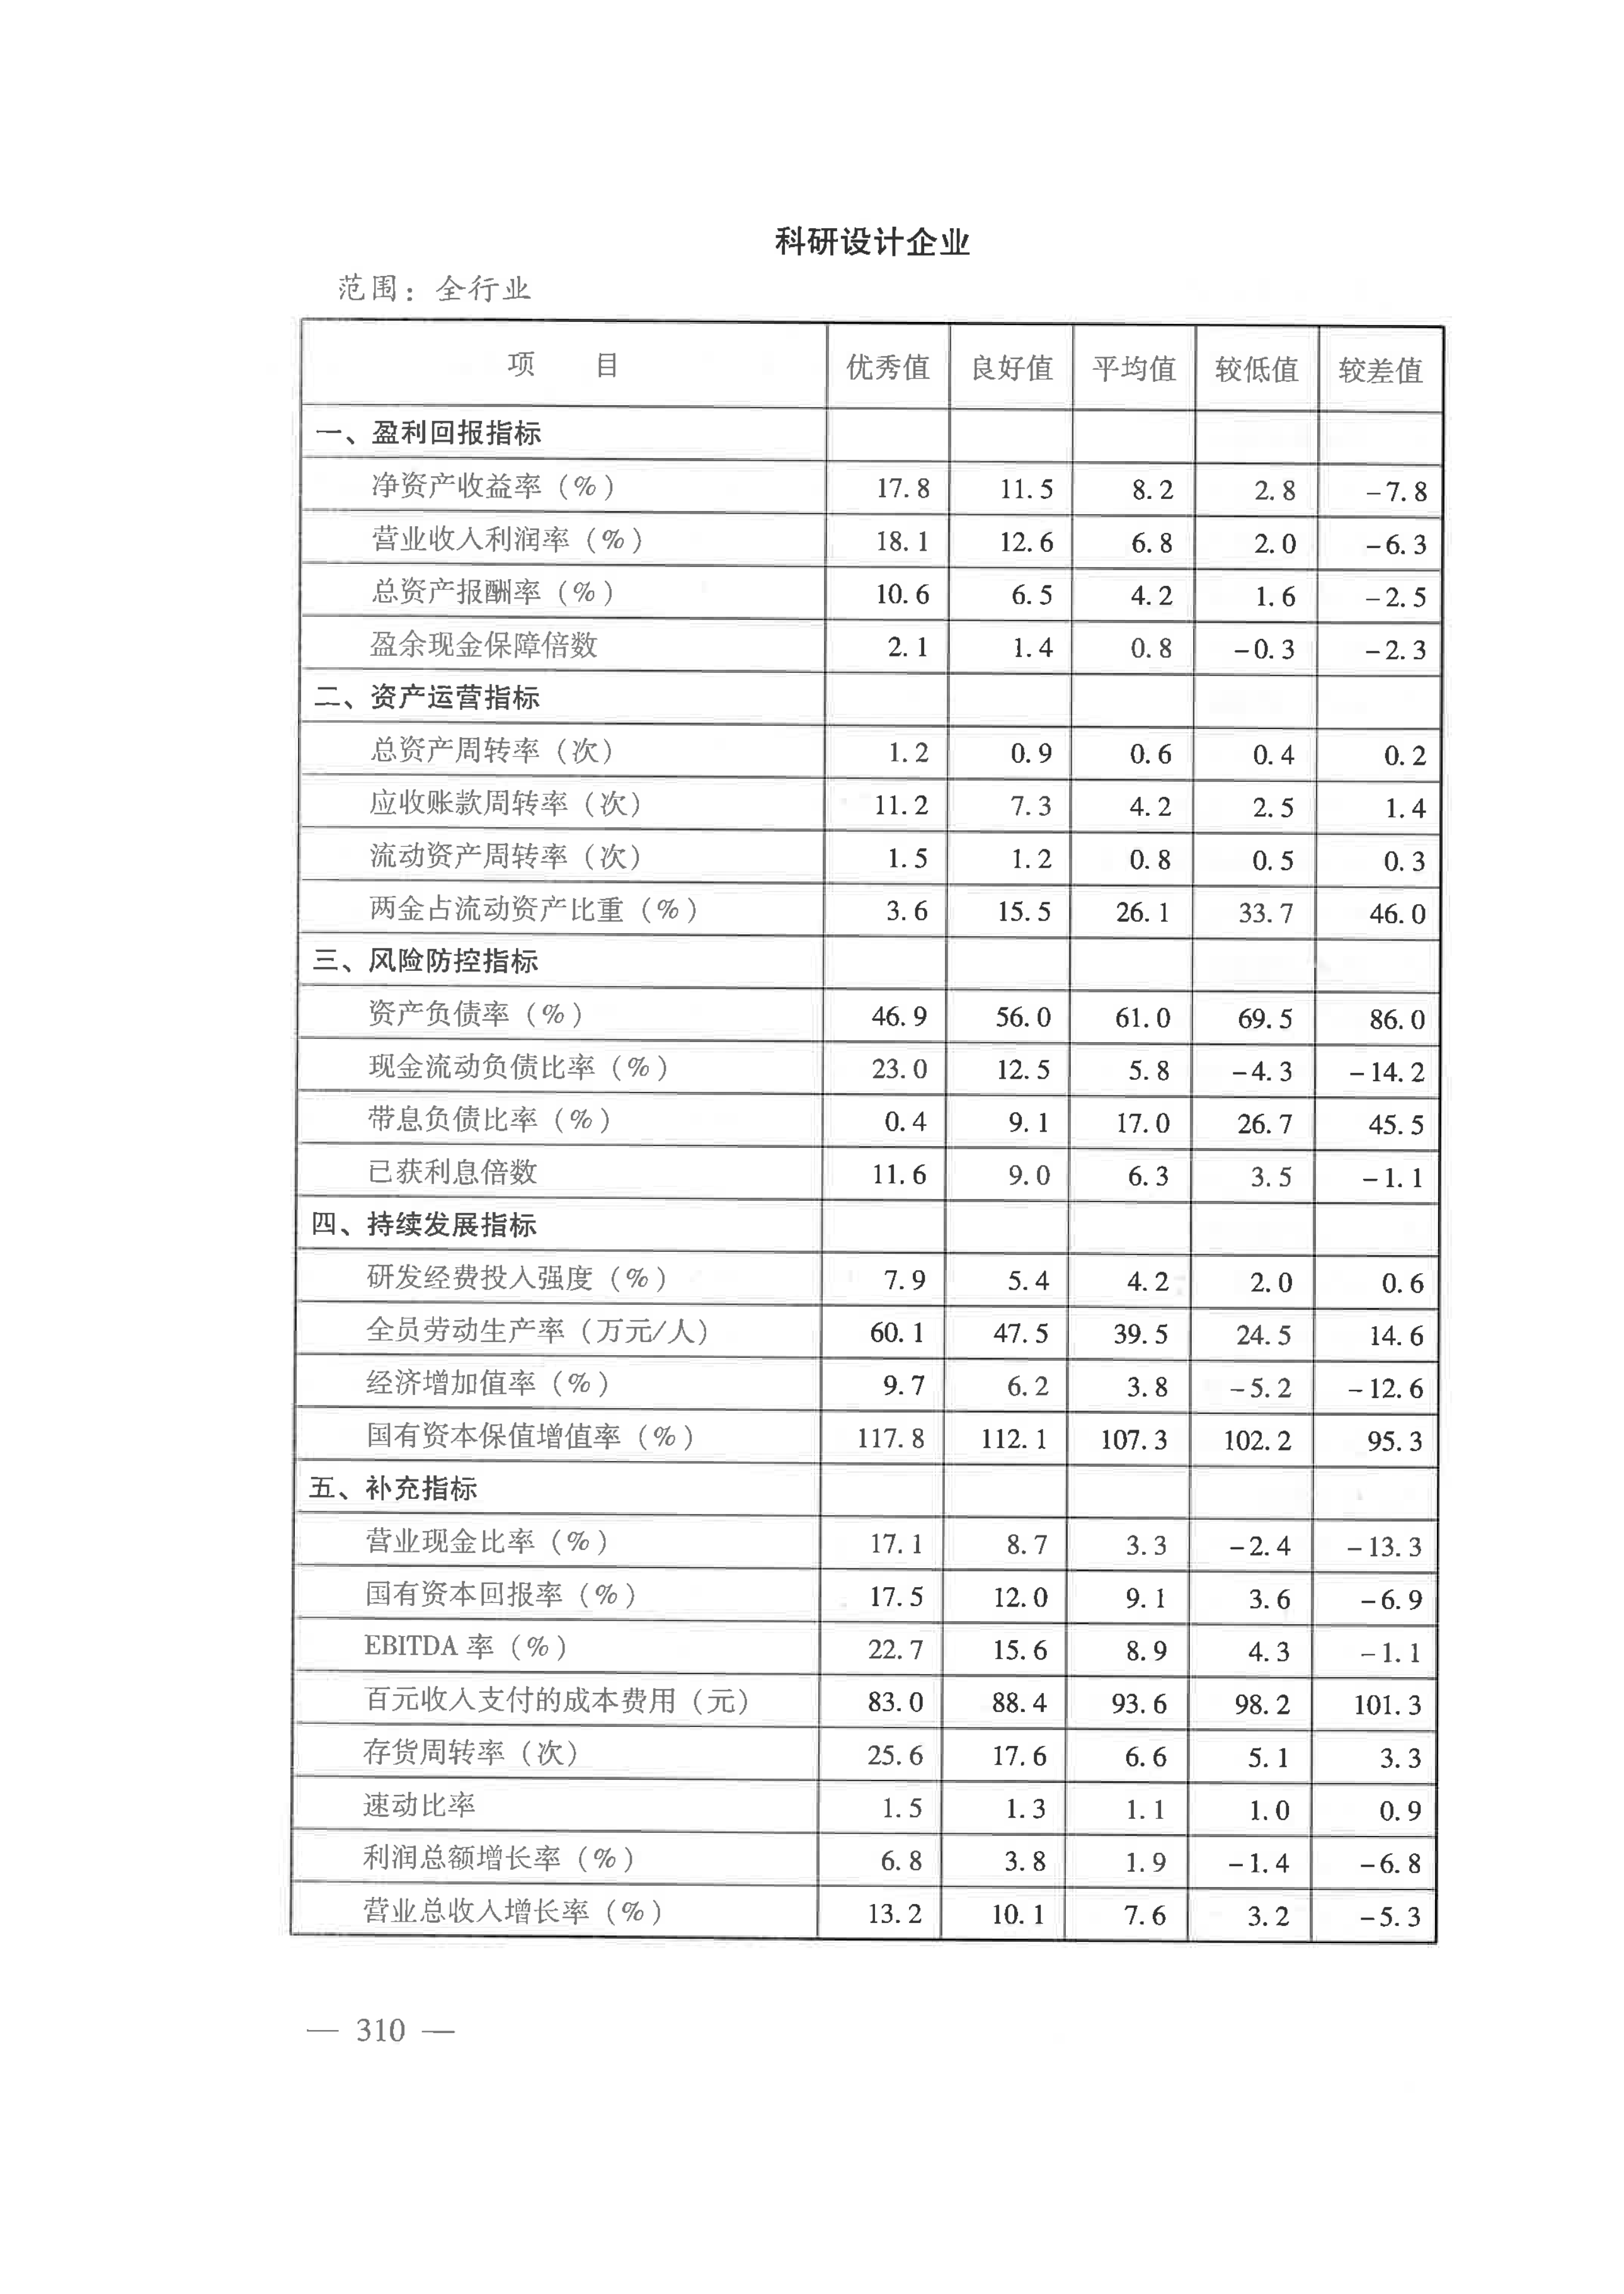 科研设计企业
范围：全行业
项 目 优秀值 良好值 平均值 较低值 较差值
一、盈利回报指标
净资产收益率（%） 17.8 11.5 8.2 2.8 -7.8
营业收入利润率（%） 18.1 12.6 6.8 2.0 -6.3
总资产报酬率（%） 10.6 6.5 4.2 1.6 -2.5
盈余现金保障倍数 2.1 1.4 0.8 -0.3 -2.3
二、资产运营指标
总资产周转率（次） 1.2 0.9 0.6 0.4 0.2
应收账款周转率（次） 11.2 7.3 4.2 2.5 1.4
流动资产周转率（次） 1.5 1.2 0.8 0.5 0.3
两金占流动资产比重（%） 3.6 15.5 26.1 33.7 46.0
三、风险防控指标
资产负债率（%） 46.9 56.0 61.0 69.5 86.0
现金流动负债比率（%） 23.0 12.5 5.8 -4.3 -14.2
带息负债比率（%） 0.4 9.1 17.0 26.7 45.5
已获利息倍数 11.6 9.0 6.3 3.5 -1.1
四、持续发展指标
研发经费投入强度（%） 7.9 5.4 4.2 2.0 0.6
全员劳动生产率（万元/人） 60.1 47.5 39.5 24.5 14.6
经济增加值率（%） 9.7 6.2 3.8 -5.2 -12.6
国有资本保值增值率（%） 117.8 112.1 107.3 102.2 95.3
五、补充指标
营业现金比率（%） 17.1 8.7 3.3 -2.4 -13.3
国有资本回报率（%） 17.5 12.0 9.1 3.6 -6.9
EBITDA 率（%） 22.7 15.6 8.9 4.3 -1.1
百元收入支付的成本费用（元） 83.0 88.4 93.6 98.2 101.3
存货周转率（次） 25.6 17.6 6.6 5.1 3.3
速动比率 1.5 1.3 1.1 1.0 0.9
利润总额增长率（%） 6.8 3.8 1.9 -1.4 -6.8
营业总收入增长率（%） 13.2 10.1 7.6 3.2 -5.3
— 310 —